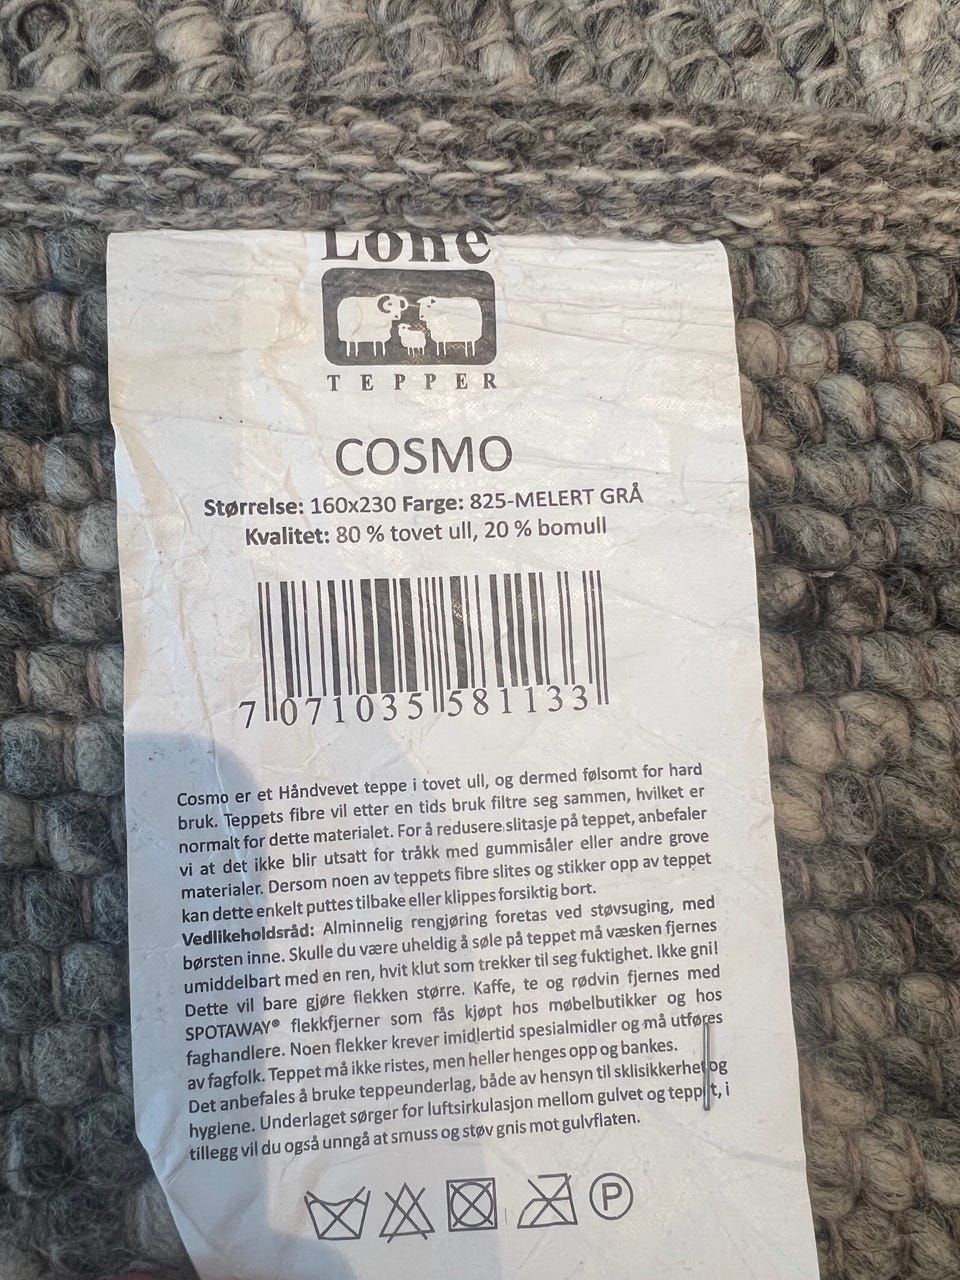 Lone
TEPPER
COSMO
Størrelse: 160x230 Farge: 825-MELERT GRÅ
Kvalitet: 80 % tovet ull, 20 % bomull
7 071035 581133
Cosmo er et Håndvevet teppe i tovet ull, og dermed følsomt for hard
bruk. Teppets fibre vil etter en tids bruk filtre seg sammen, hvilket er
normalt for dette materialet. For å redusere slitasje på teppet, anbefaler
vi at det ikke blir utsatt for tråkk med gummisåler eller andre grove
materialer. Dersom noen av teppets fibre slites og stikker opp av teppet
kan dette enkelt puttes tilbake eller klippes forsiktig bort.
Vedlikeholdsråd: Alminnelig rengjøring foretas ved støvsuging, med
børsten inne. Skulle du være uheldig å søle på teppet må væsken fjernes
umiddelbart med en ren, hvit klut som trekker til seg fuktighet. Ikke gni!
Dette vil bare gjøre flekken større. Kaffe, te og rødvin fjernes med
SPOTAWAY® flekkfjerner som fås kjøpt hos møbelbutikker og hos
faghandlere. Noen flekker krever imidlertid spesialmidler og må utføres
av fagfolk. Teppet må ikke ristes, men heller henges opp og bankes.
Det anbefales å bruke teppeunderlag, både av hensyn til sklisikkerhet og
hygiene. Underlaget sørger for luftsirkulasjon mellom gulvet og teppet, i
tillegg vil du også unngå at smuss og støv gnis mot gulvflaten.
P